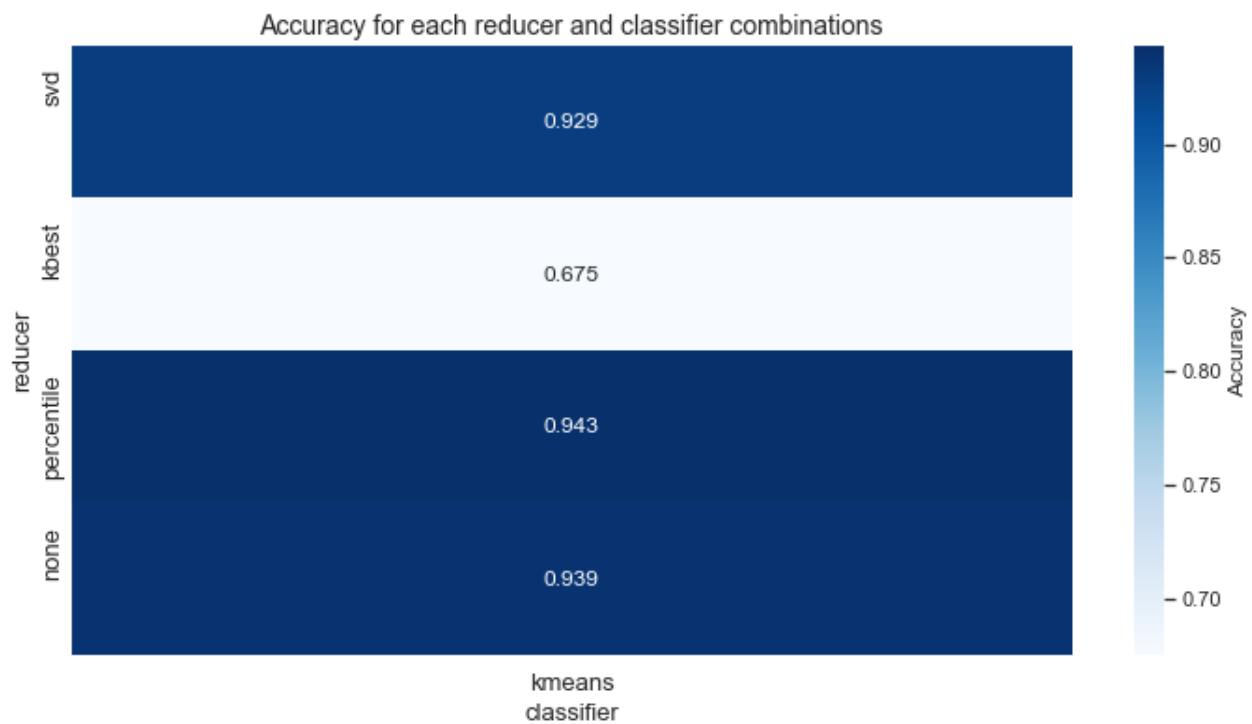 Accuracy for each reducer and classifier combinations
svd
0.929
kbest
0.675
percentile
0.943
none
0.939
reducer
kmeans
classifier
0.90
0.85
0.80
0.75
0.70
Accuracy